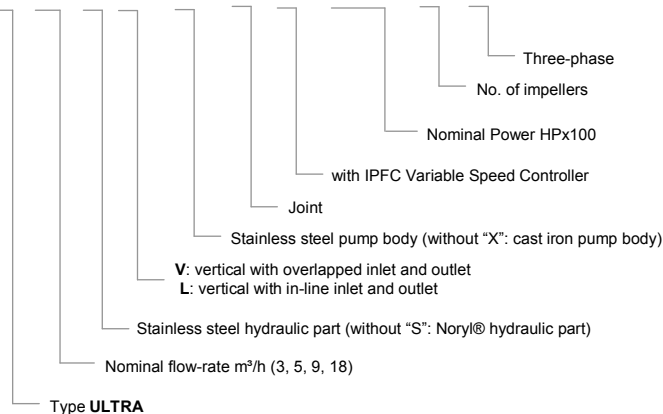 Three-phase
No. of impellers
Nominal Power HPx100
with IPFC Variable Speed Controller
Joint
Stainless steel pump body (without “X”: cast iron pump body)
V: vertical with overlapped inlet and outlet
L: vertical with in-line inlet and outlet
Stainless steel hydraulic part (without “S”: Noryl® hydraulic part)
Nominal flow-rate m³/h (3, 5, 9, 18)
Type ULTRA